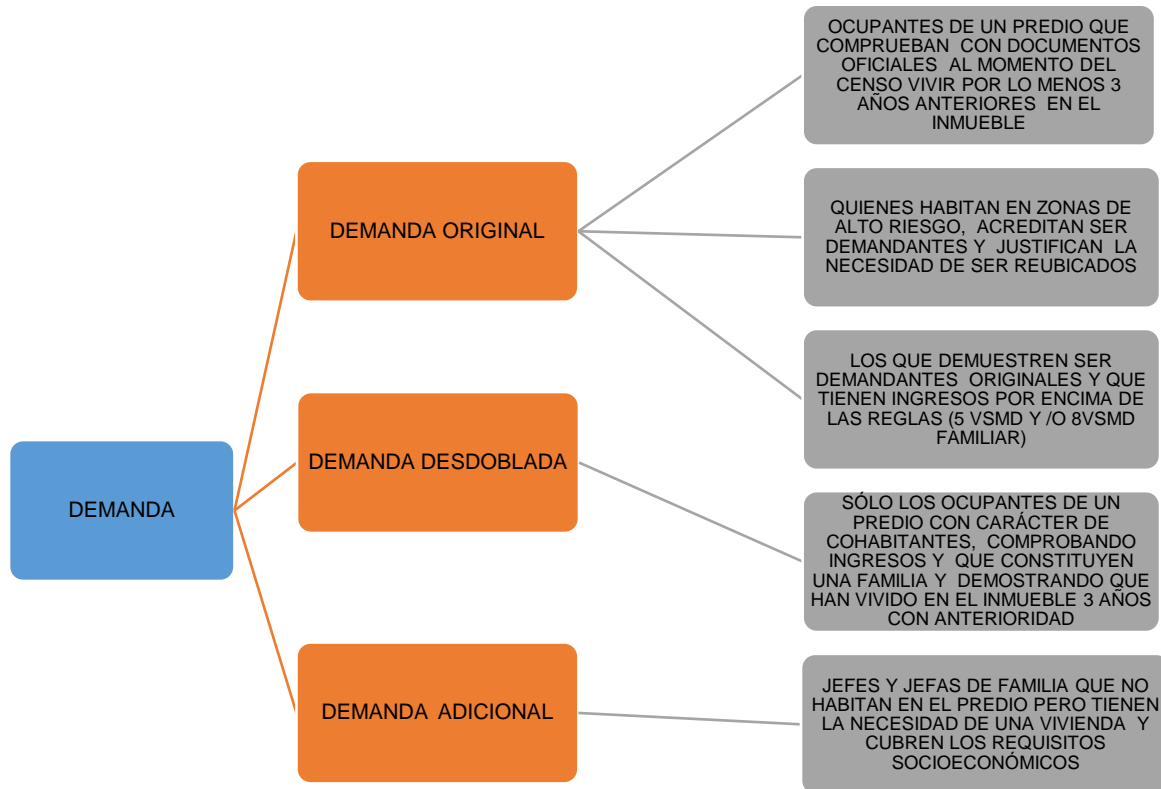 OCUPANTES DE UN PREDIO QUE
COMPRUEBAN CON DOCUMENTOS
OFICIALES AL MOMENTO DEL
CENSO VIVIR POR LO MENOS 3
AÑOS ANTERIORES EN EL
INMUEBLE
DEMANDA ORIGINAL
QUIENES HABITAN EN ZONAS DE
ALTO RIESGO, ACREDITAN SER
DEMANDANTES Y JUSTIFICAN LA
NECESIDAD DE SER REUBICADOS
LOS QUE DEMUESTREN SER
DEMANDANTES ORIGINALES Y QUE
TIENEN INGRESOS POR ENCIMA DE
LAS REGLAS (5 VSMD Y /O 8VSMD
FAMILIAR)
DEMANDA
DEMANDA DESDOBLADA
SÓLO LOS OCUPANTES DE UN
PREDIO CON CARÁCTER DE
COHABITANTES, COMPROBANDO
INGRESOS Y QUE CONSTITUYEN
UNA FAMILIA Y DEMOSTRANDO QUE
HAN VIVIDO EN EL INMUEBLE 3 AÑOS
CON ANTERIORIDAD
DEMANDA ADICIONAL
JEFES Y JEFAS DE FAMILIA QUE NO
HABITAN EN EL PREDIO PERO TIENEN
LA NECESIDAD DE UNA VIVIENDA Y
CUBREN LOS REQUISITOS
SOCIOECONÓMICOS